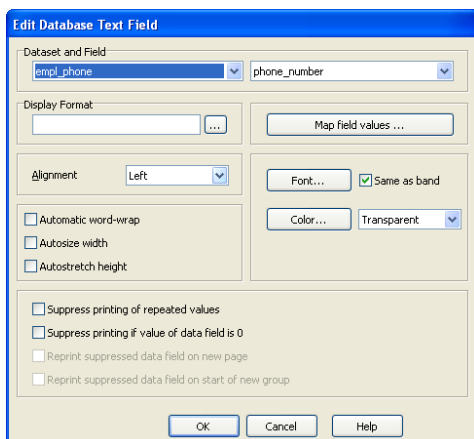 Edit Database Text Field
Dataset and Field
empl_phone phone_number
Display Format
... Map field values ...
Alignment Left
Font... Same as band
Color... Transparent
Automatic word-wrap
Autosize width
Autostretch height
Suppress printing of repeated values
Suppress printing if value of data field is 0
Reprint suppressed data field on new page
Reprint suppressed data field on start of new group
OK Cancel Help